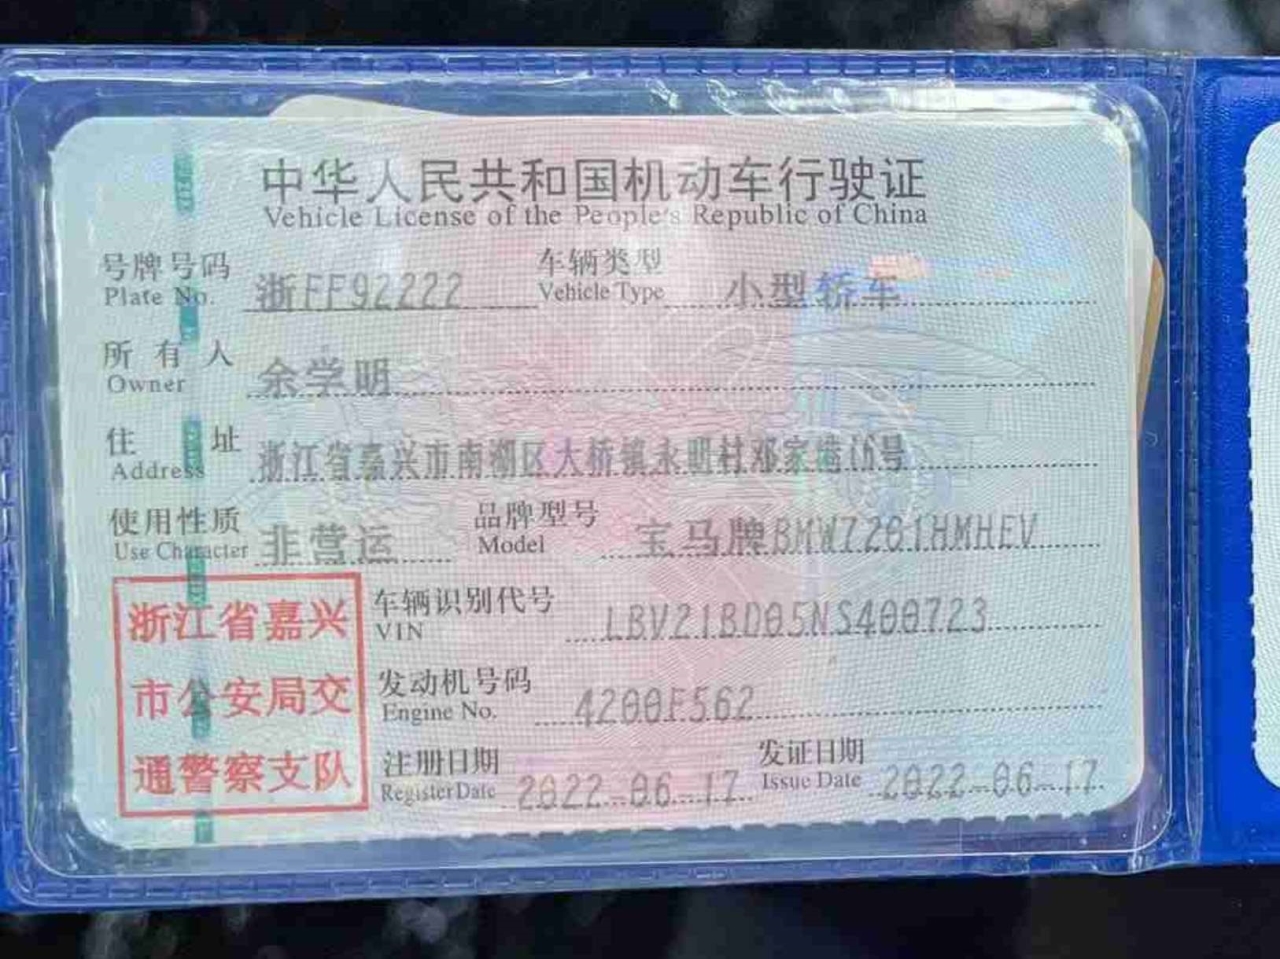 中华人民共和国机动车行驶证
Vehicle License of the People's Republic of China
号牌号码 浙FF92222 车辆类型 小型轿车
Plate No. Vehicle Type
所有人 余学明
Owner
住址 浙江省嘉兴市南湖区大桥镇永明村邓家港16号
Address
使用性质 非营运 品牌型号 宝马牌BMW7201HMHEV
Use Character Model
浙江省嘉兴
市公安局交
通警察支队
车辆识别代号 LBV21BD05NS400723
VIN
发动机号码 4200F562
Engine No.
注册日期 2022-06-17 发证日期 2022-06-17
Register Date Issue Date